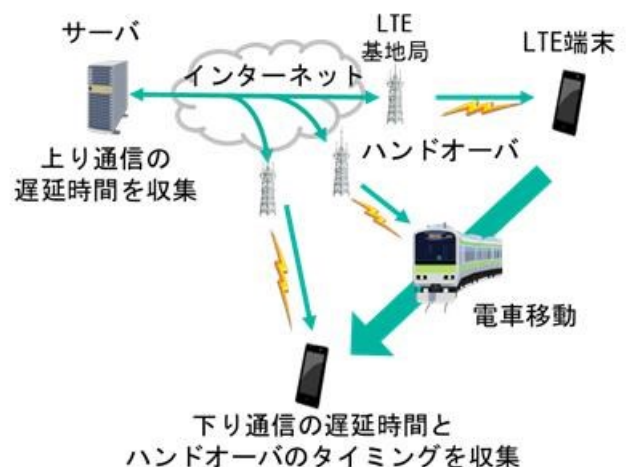 サーバ
LTE
基地局
LTE端末
インターネット
ハンドオーバ
上り通信の
遅延時間を収集
電車移動
下り通信の遅延時間と
ハンドオーバのタイミングを収集